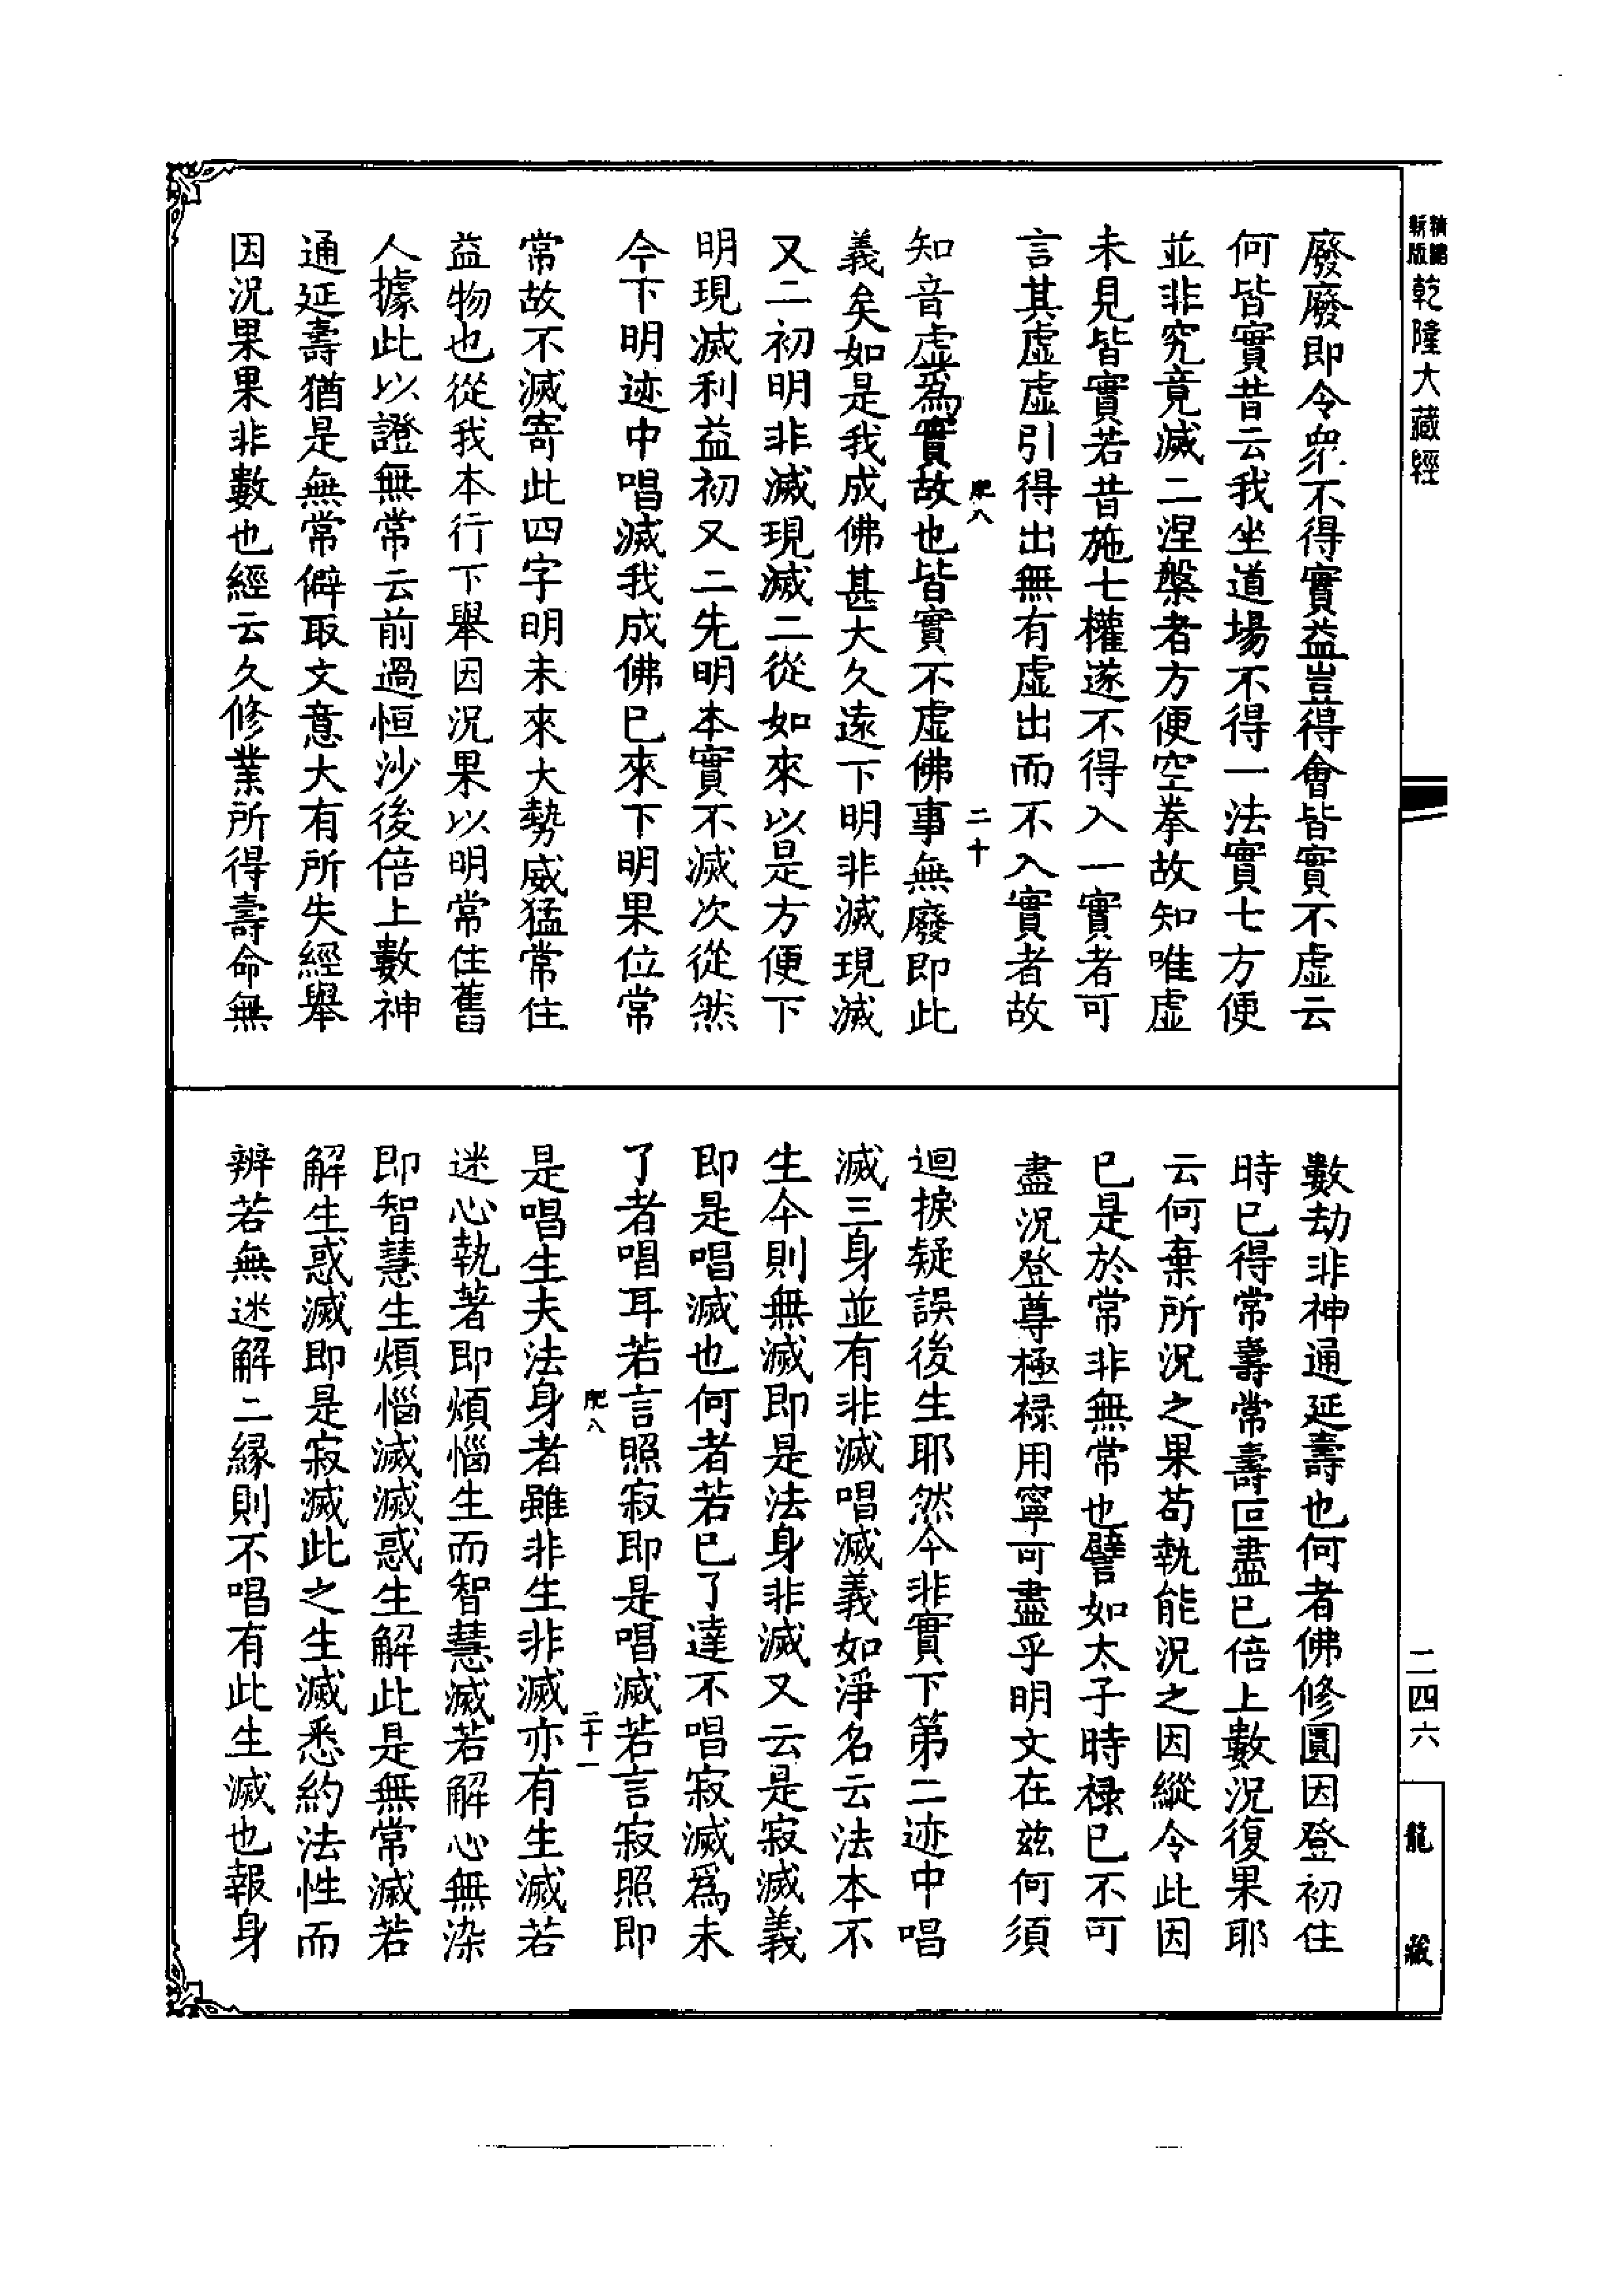 新版
乾隆大藏經
廢廢即令衆不得實益豈得會皆實不虛云
何皆實昔云我坐道場不得一法實七方便
並非究竟滅二涅槃者方便空拳故知唯虛
未見皆實若昔施七權遂不得入一實者可
言其虛虛引得出無有虛出而不入實者故
肥八
二十
知音虛爲實故也皆實不虛佛事無廢即此
義矣如是我成佛甚大久遠下明非滅現滅
又二初明非滅現滅二從如來以是方便下
明現滅利益初又二先明本實不滅次從然
今下明迹中唱滅我成佛已來下明果位常
常故不滅寄此四字明未來大勢威猛常住
益物也從我本行下舉因況果以明常住舊
人據此以證無常云前過恒沙後倍上數神
通延壽猶是無常僻取文意大有所失經舉
因況果果非數也經云久修業所得壽命無
數劫非神通延壽也何者佛修圓因登初住
時已得常壽常壽叵盡已倍上數況復果耶
云何棄所況之果苟執能況之因縱令此因
已是於常非無常也譬如太子時禄已不可
盡況登尊極禄用寧可盡乎明文在兹何須
迴捩疑誤後生耶然今非實下第二迹中唱
滅三身並有非滅唱滅義如淨名云法本不
生今則無滅即是法身非滅又云是寂滅義
即是唱滅也何者若已了達不唱寂滅爲未
了者唱耳若言照寂即是唱滅若言寂照即
肥八
二十一
是唱生夫法身者雖非生非滅亦有生滅若
迷心執著即煩惱生而智慧滅若解心無染
即智慧生煩惱滅滅惑生解此是無常滅若
解生惑滅即是寂滅此之生滅悉約法性而
辨若無迷解二緣則不唱有此生滅也報身
二四六
龍藏